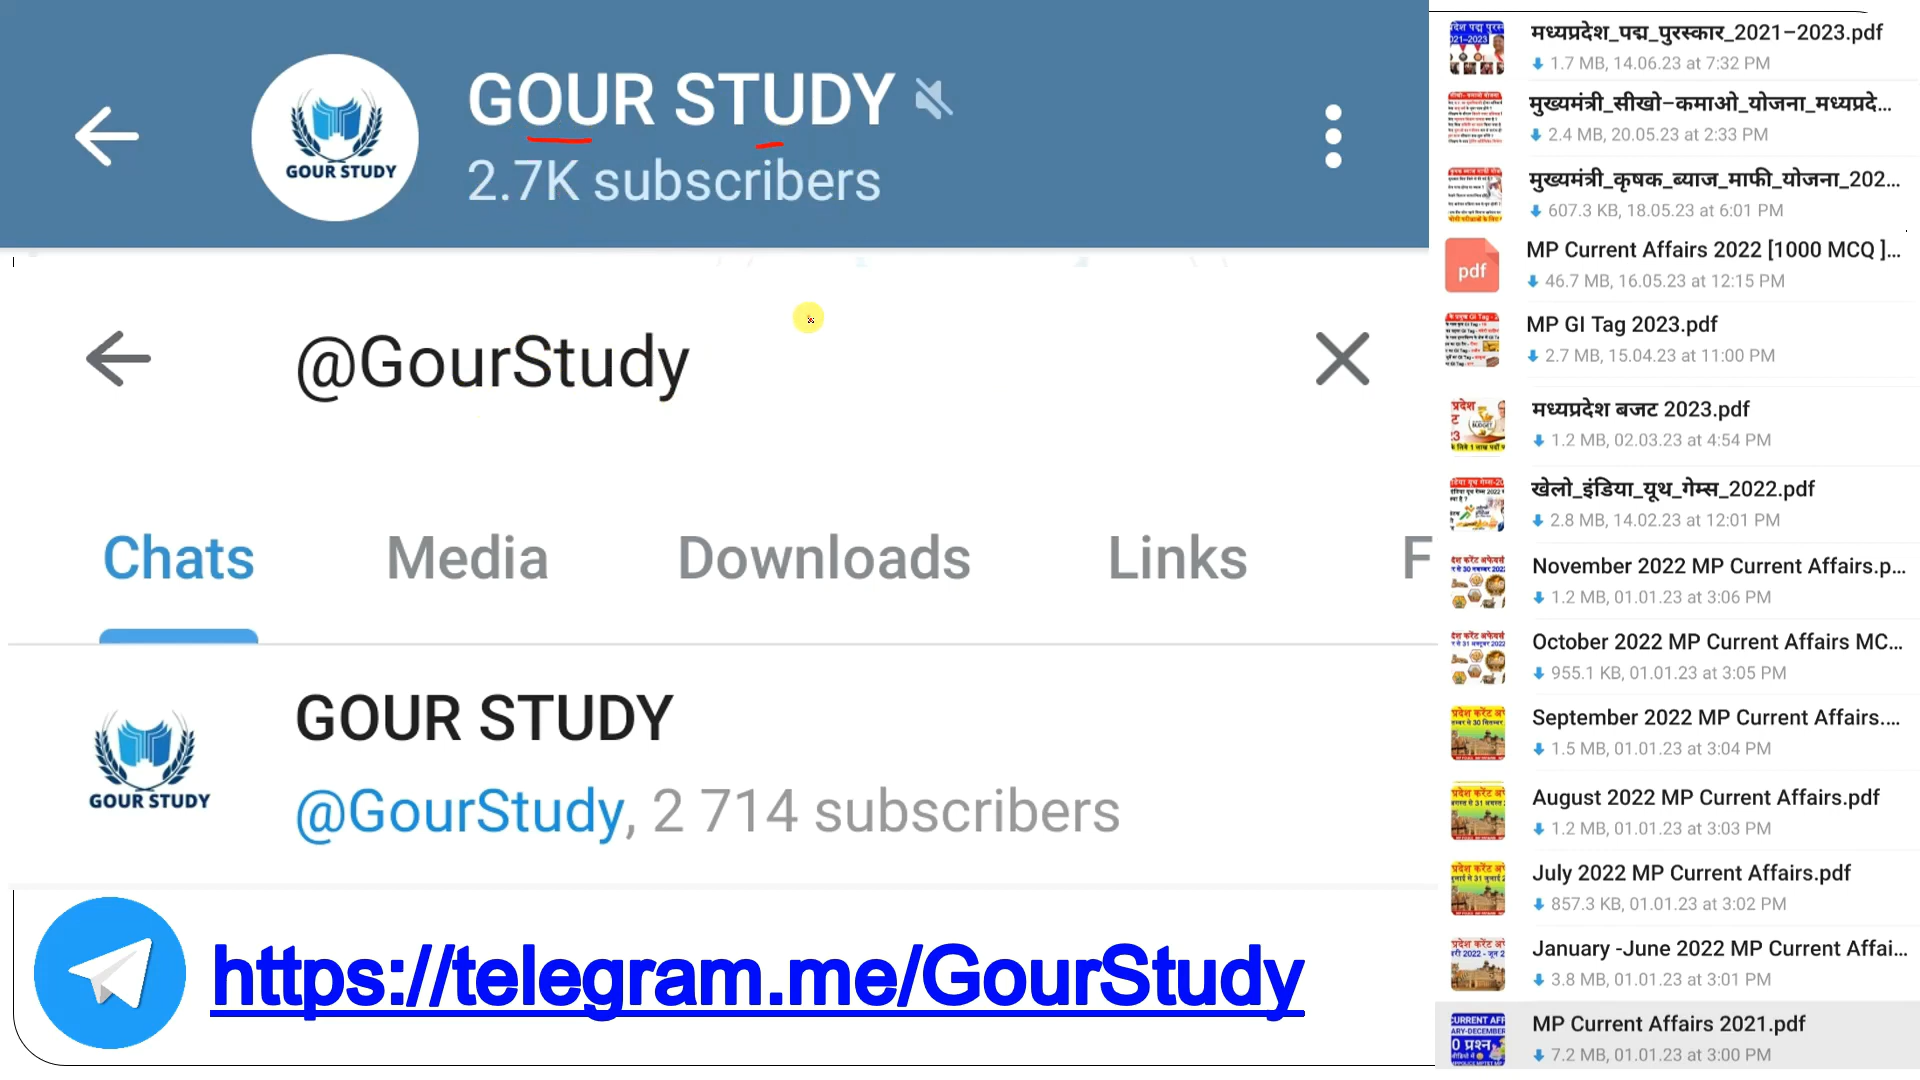 GOUR STUDY
2.7K subscribers
GOUR STUDY
@GourStudy
Chats Media Downloads Links F
GOUR STUDY
@GourStudy, 2 714 subscribers
GOUR STUDY
https://telegram.me/GourStudy
मध्यप्रदेश_पद्म_पुरस्कार_2021–2023.pdf
1.7 MB, 14.06.23 at 7:32 PM
मुख्यमंत्री_सीखो–कमाओ_योजना_मध्यप्रदे...
2.4 MB, 20.05.23 at 2:33 PM
मुख्यमंत्री_कृषक_ब्याज_माफी_योजना_202...
607.3 KB, 18.05.23 at 6:01 PM
pdf
MP Current Affairs 2022 [1000 MCQ ]...
46.7 MB, 16.05.23 at 12:15 PM
MP GI Tag 2023.pdf
2.7 MB, 15.04.23 at 11:00 PM
मध्यप्रदेश बजट 2023.pdf
1.2 MB, 02.03.23 at 4:54 PM
खेलो_इंडिया_यूथ_गेम्स_2022.pdf
2.8 MB, 14.02.23 at 12:01 PM
November 2022 MP Current Affairs.p...
1.2 MB, 01.01.23 at 3:06 PM
October 2022 MP Current Affairs MC...
955.1 KB, 01.01.23 at 3:05 PM
September 2022 MP Current Affairs....
1.5 MB, 01.01.23 at 3:04 PM
August 2022 MP Current Affairs.pdf
1.2 MB, 01.01.23 at 3:03 PM
July 2022 MP Current Affairs.pdf
857.3 KB, 01.01.23 at 3:02 PM
January -June 2022 MP Current Affai...
3.8 MB, 01.01.23 at 3:01 PM
MP Current Affairs 2021.pdf
7.2 MB, 01.01.23 at 3:00 PM